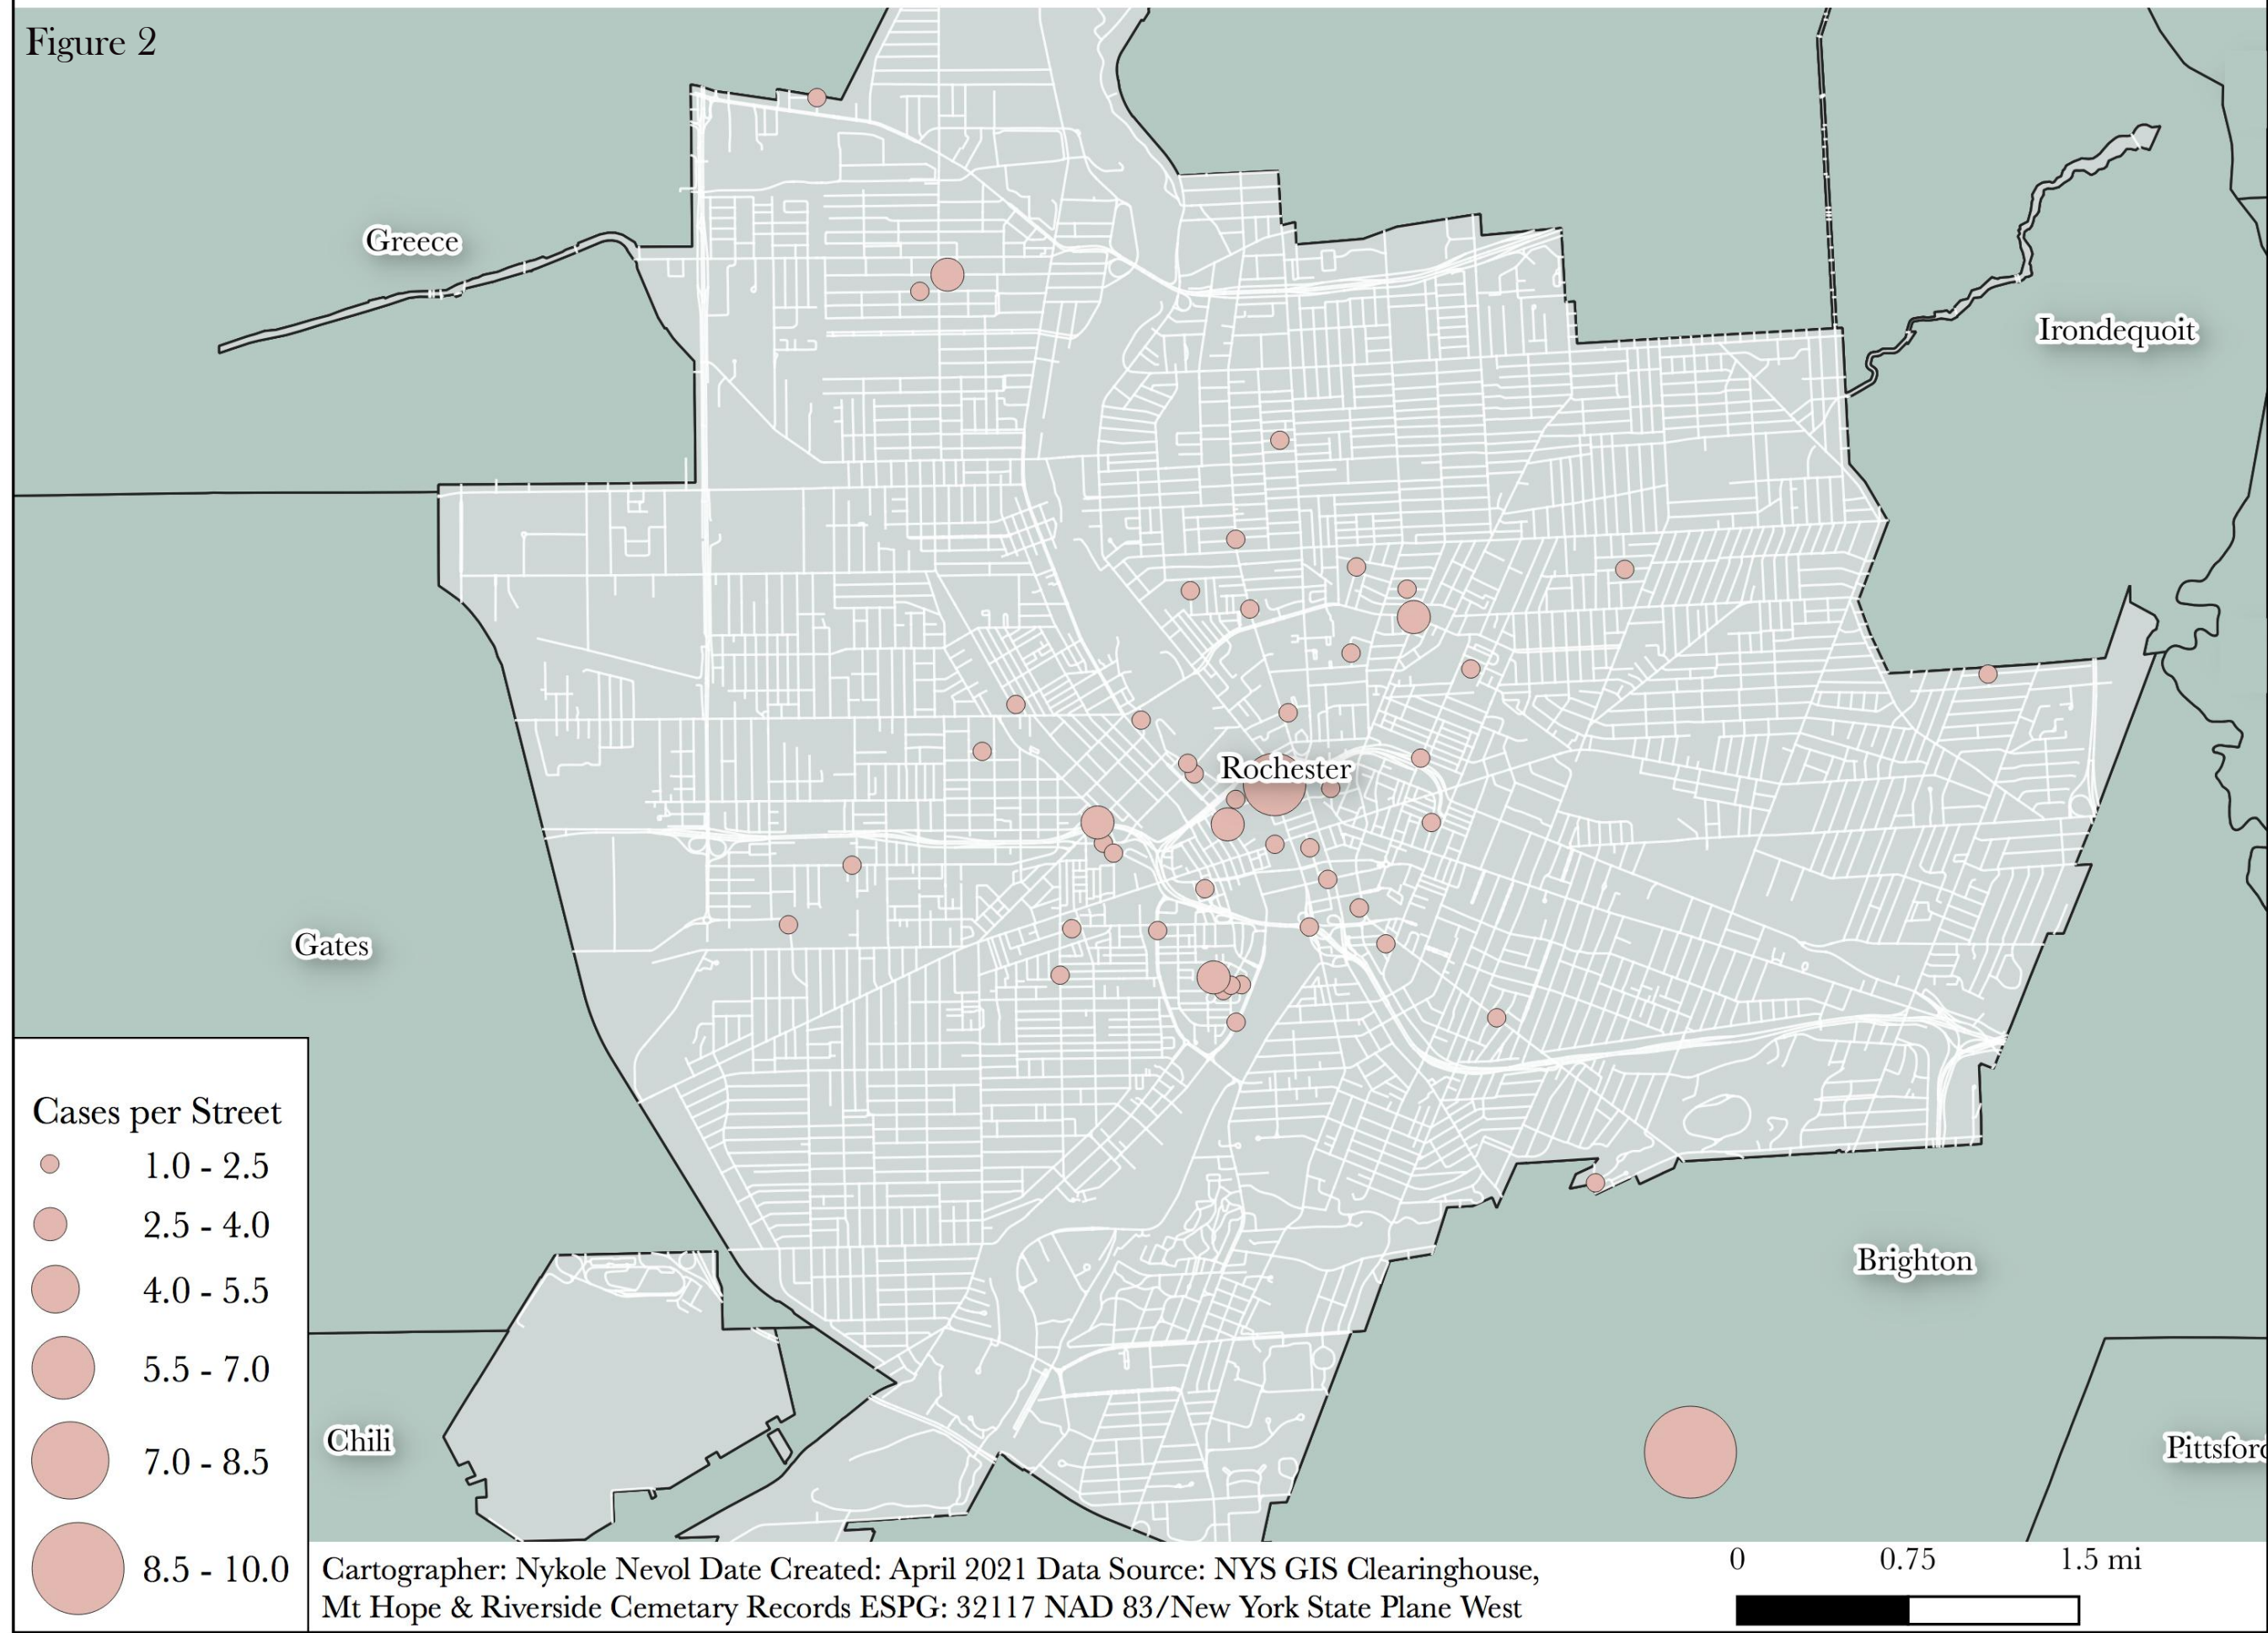 Figure 2
Greece
Irondequoit
Rochester
Gates
Cases per Street
1.0 - 2.5
2.5 - 4.0
4.0 - 5.5
5.5 - 7.0
7.0 - 8.5
8.5 - 10.0
Brighton
Chili
Pittsford
0 0.75 1.5 mi
Cartographer: Nykole Nevol Date Created: April 2021 Data Source: NYS GIS Clearinghouse,
Mt Hope & Riverside Cemetary Records ESPG: 32117 NAD 83/New York State Plane West